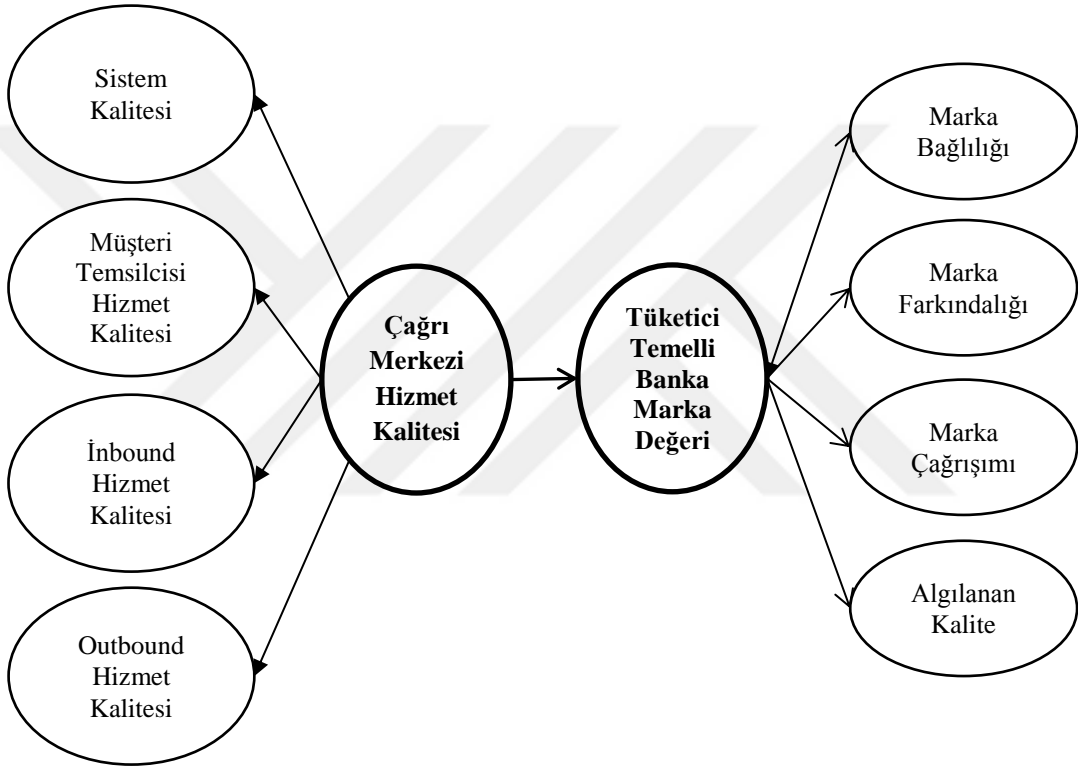 Sistem
Kalitesi
Müşteri
Temsilcisi
Hizmet
Kalitesi
İnbound
Hizmet
Kalitesi
Outbound
Hizmet
Kalitesi
Çağrı
Merkezi
Hizmet
Kalitesi
Tüketici
Temelli
Banka
Marka
Değeri
Marka
Bağlılığı
Marka
Farkındalığı
Marka
Çağrışımı
Algılanan
Kalite